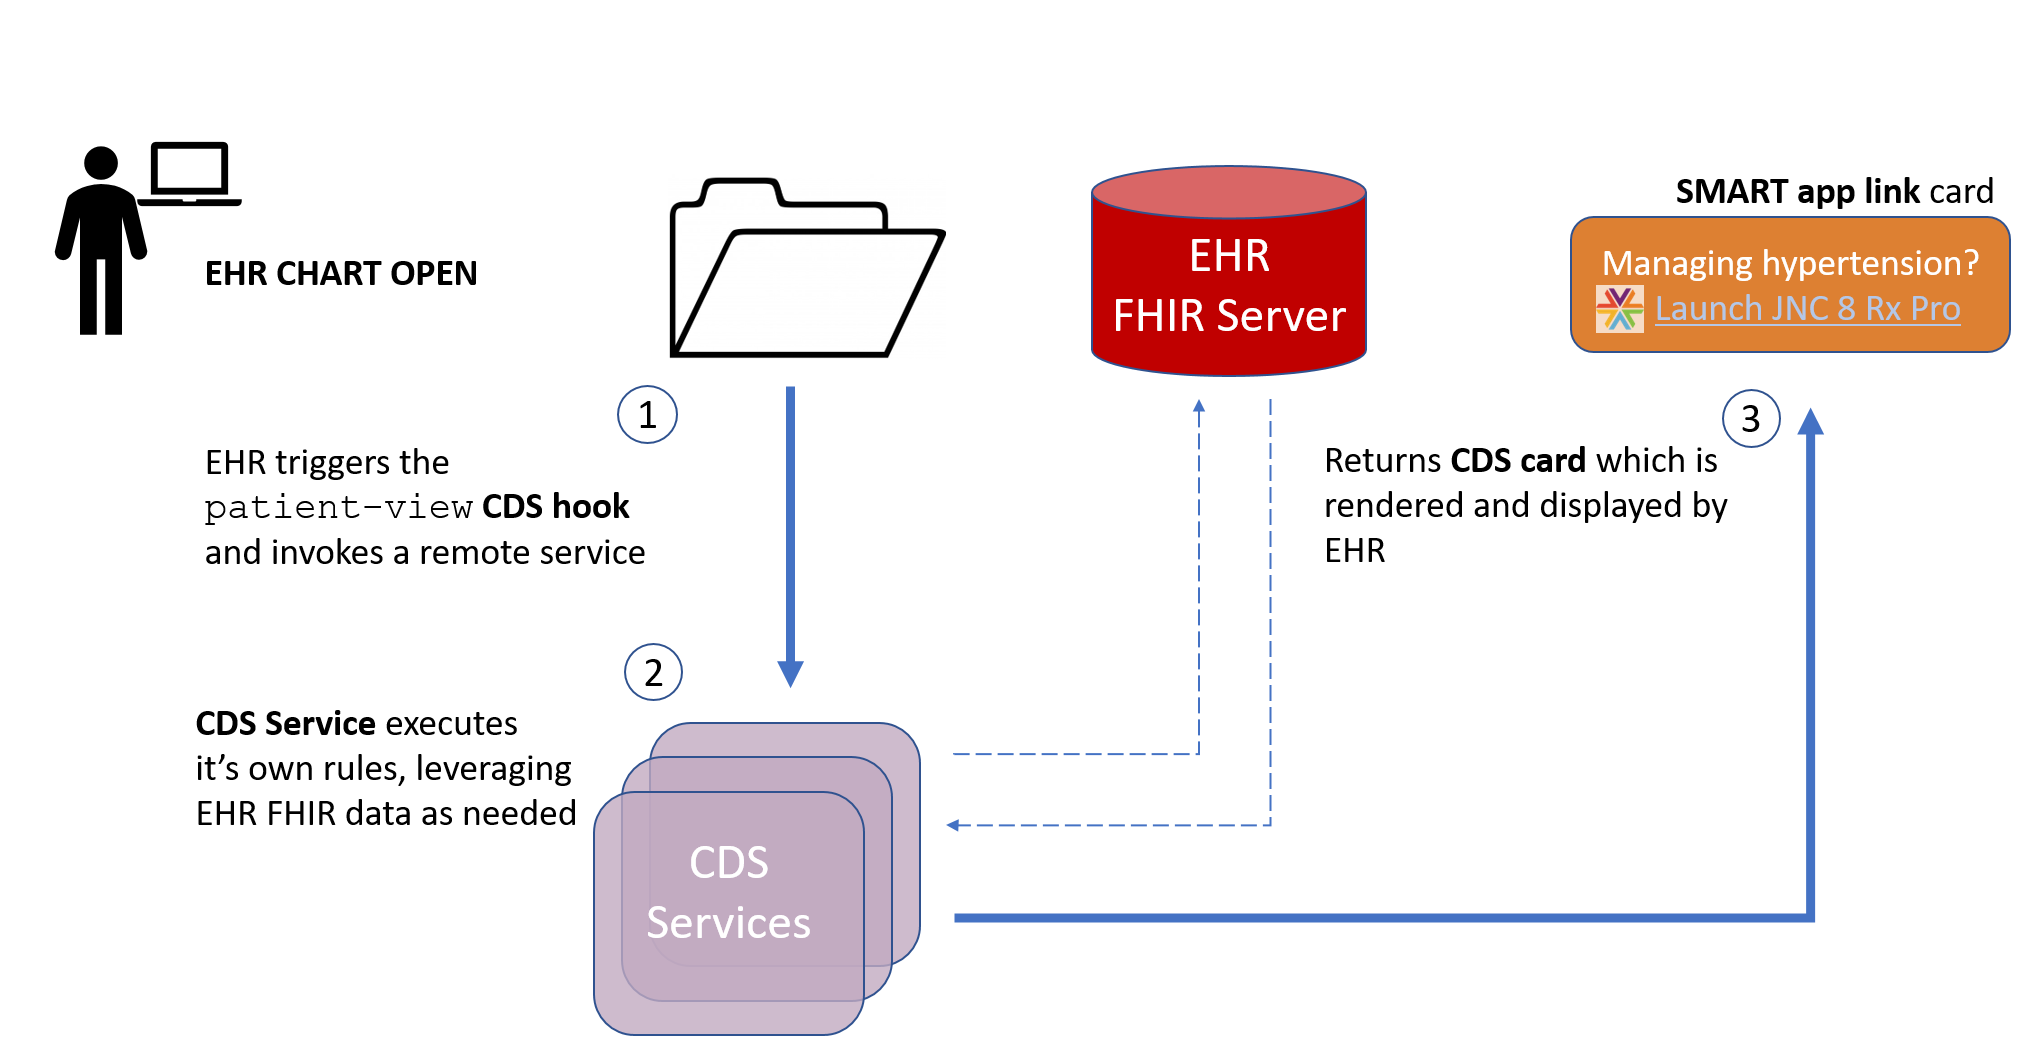 EHR CHART OPEN
1
EHR triggers the
patient-view CDS hook
and invokes a remote service
2
CDS Service executes
it’s own rules, leveraging
EHR FHIR data as needed
CDS
Services
EHR
FHIR Server
3
Returns CDS card which is
rendered and displayed by
EHR
SMART app link card
Managing hypertension?
Launch JNC 8 Rx Pro